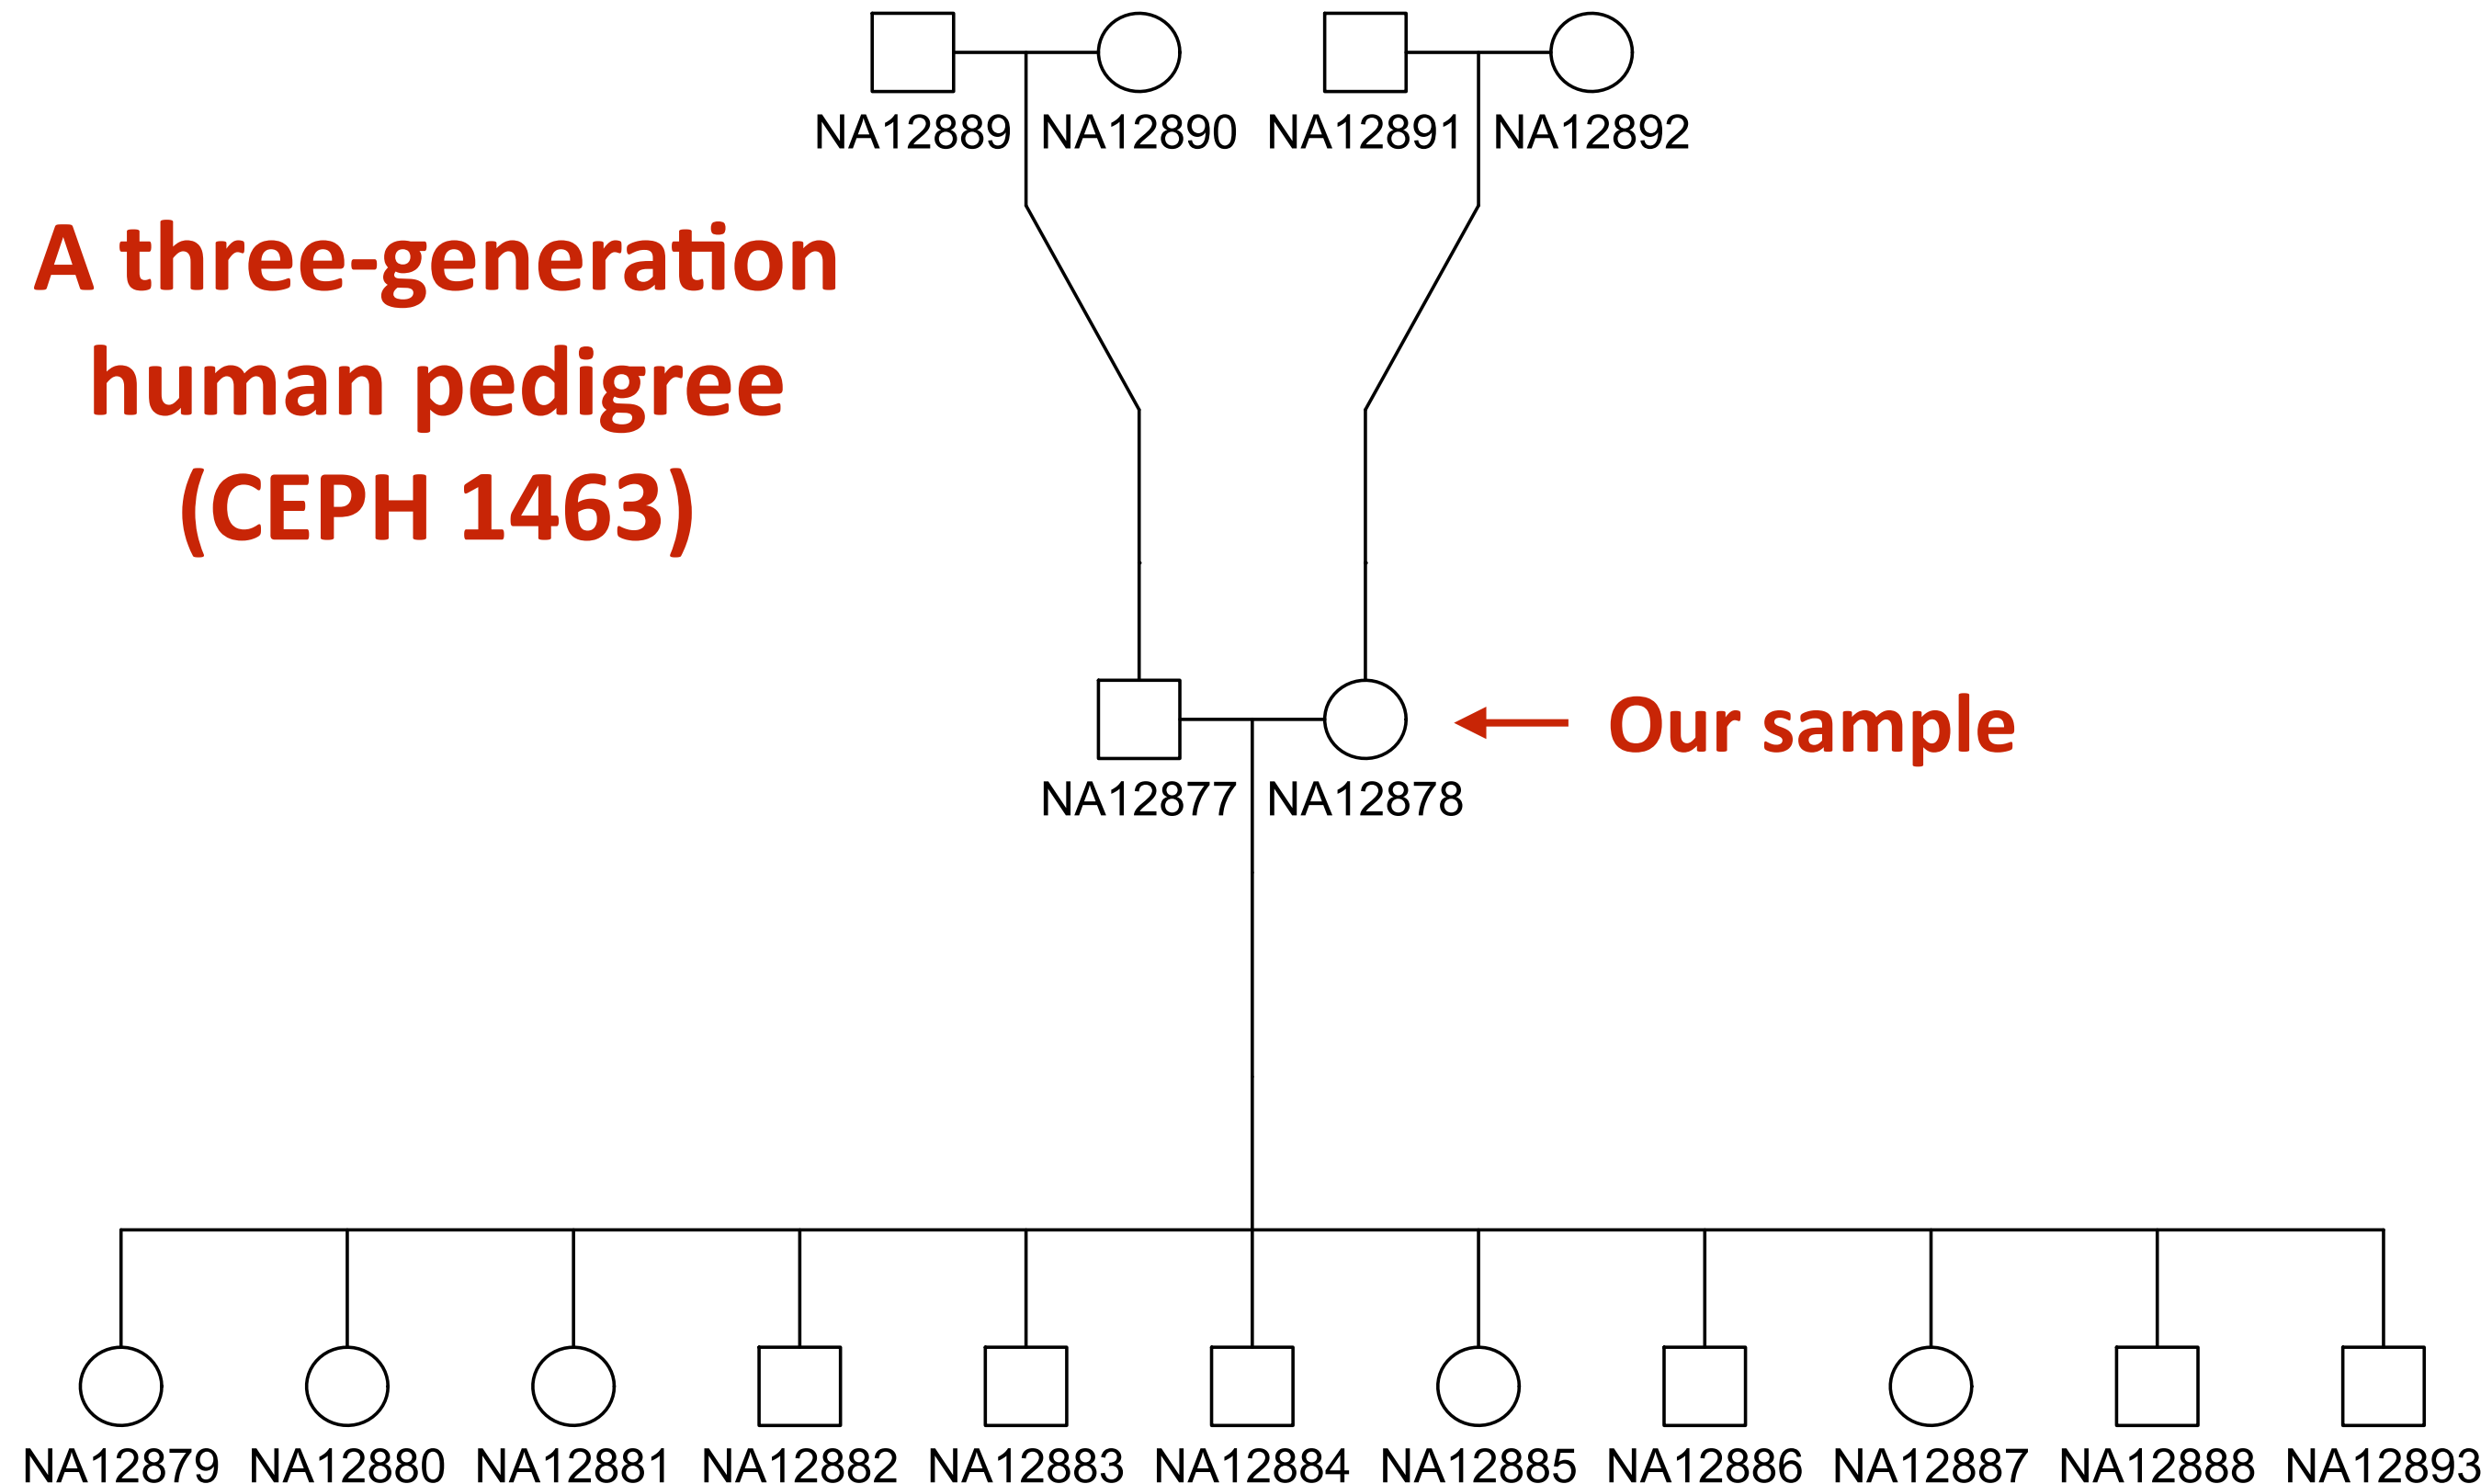 NA12889 NA12890 NA12891 NA12892
A three-generation
human pedigree
(CEPH 1463)
Our sample
NA12877 NA12878
NA12879 NA12880 NA12881 NA12882 NA12883 NA12884 NA12885 NA12886 NA12887 NA12888 NA12893